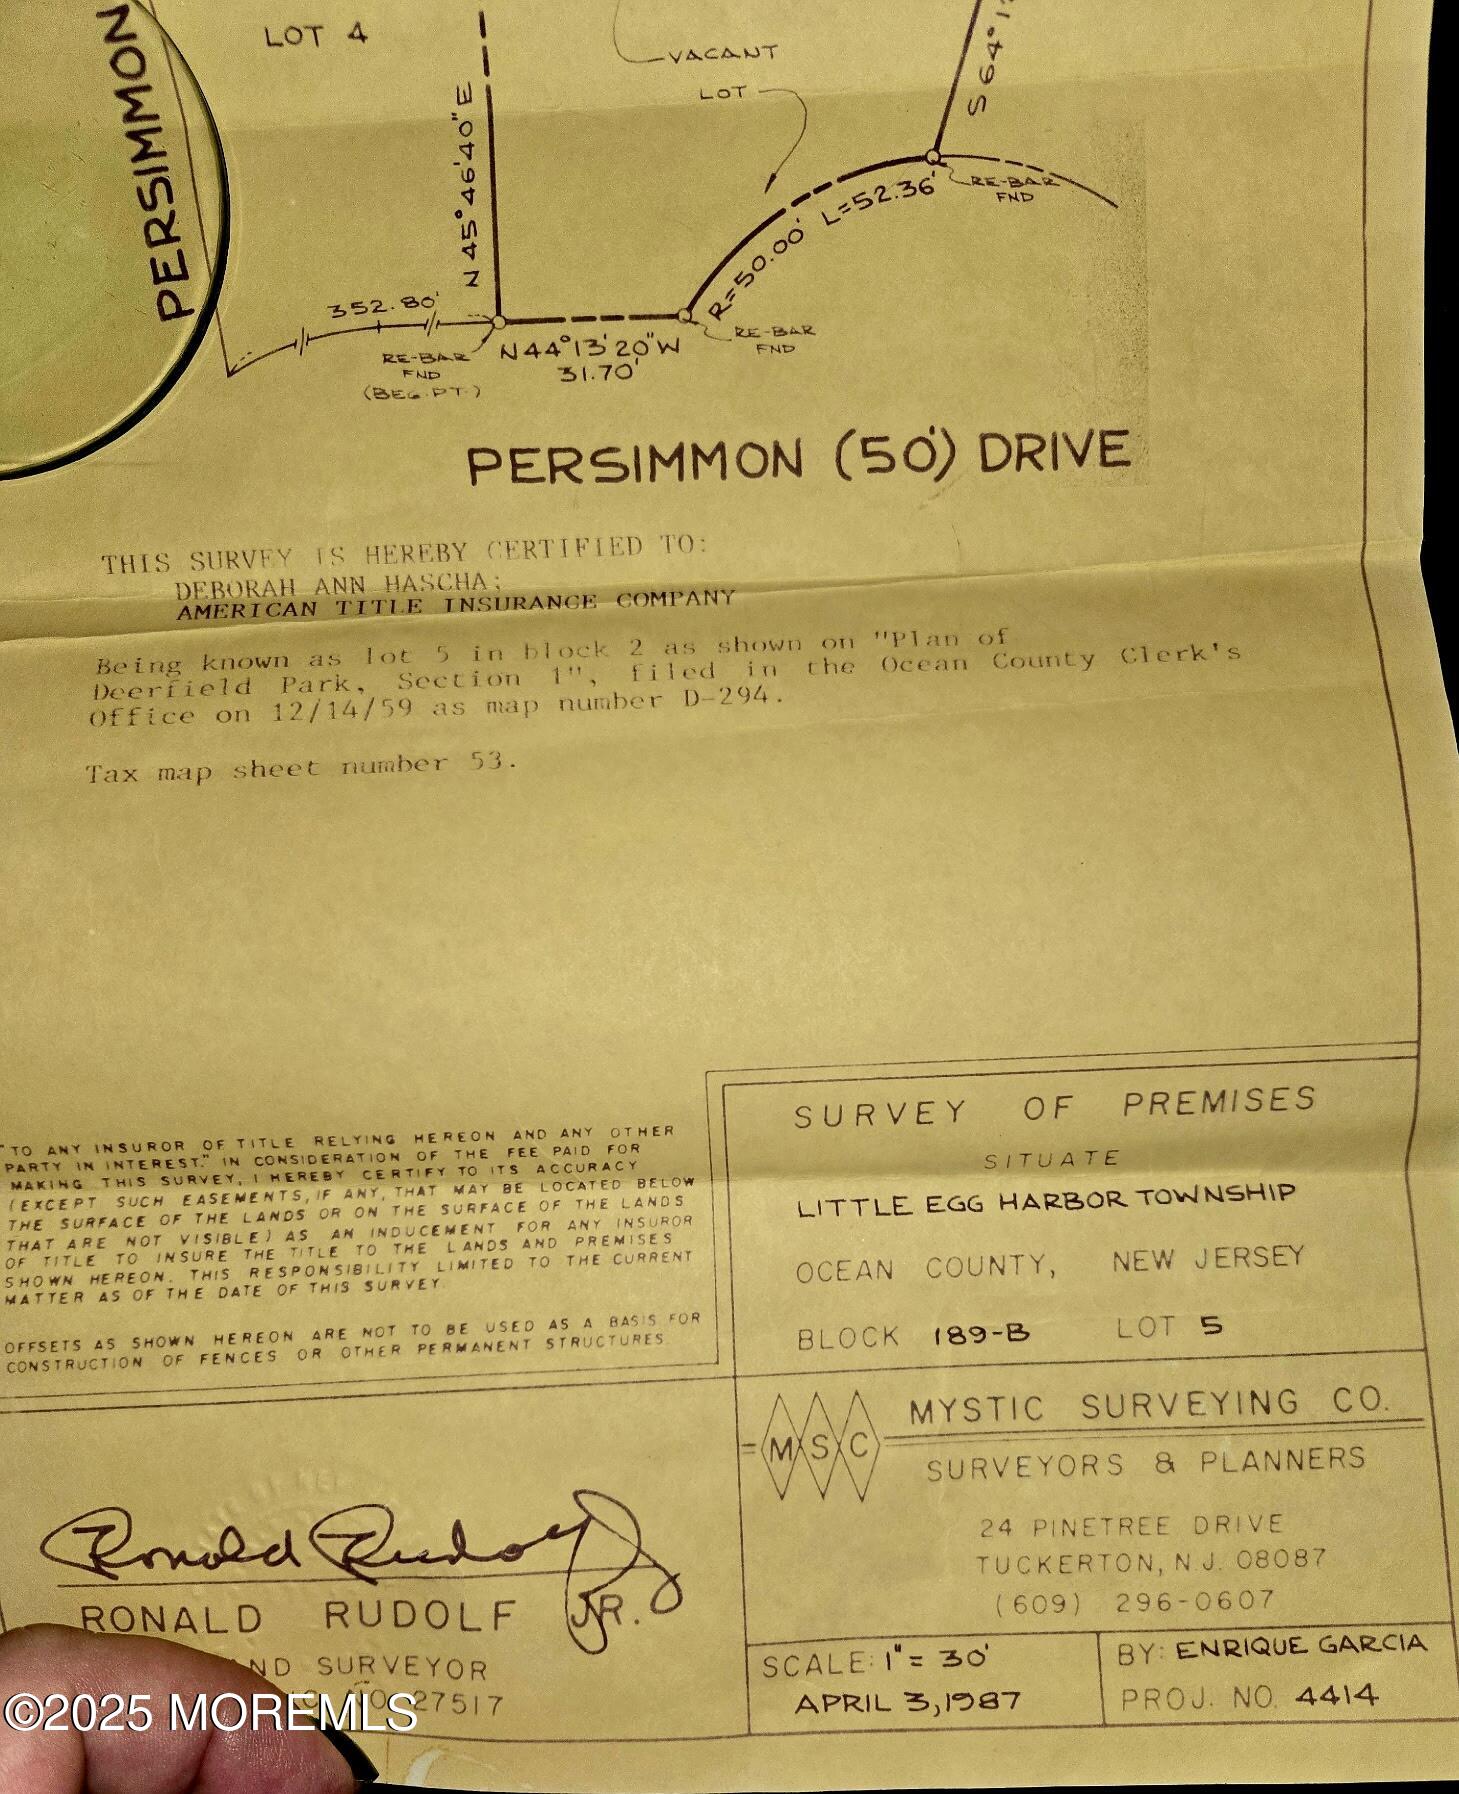 PERSIMMON
LOT 4
VACANT
LOT
N 45°46'40"E
S 64°1
352.80'
RE-BAR
FND
(BEG. PT.)
N44°13'20"W
31.70'
R=50.00' L=52.36'
RE-BAR
FND
RE-BAR
FND
PERSIMMON (50') DRIVE
THIS SURVEY IS HEREBY CERTIFIED TO:
DEBORAH ANN HASCHA;
AMERICAN TITLE INSURANCE COMPANY
Being known as lot 5 in block 2 as shown on "Plan of
Deerfield Park, Section 1", filed in the Ocean County Clerk's
Office on 12/14/59 as map number D-294.
Tax map sheet number 53.
"TO ANY INSUROR OF TITLE RELYING HEREON AND ANY OTHER
PARTY IN INTEREST." IN CONSIDERATION OF THE FEE PAID FOR
MAKING THIS SURVEY, I HEREBY CERTIFY TO ITS ACCURACY
(EXCEPT SUCH EASEMENTS, IF ANY, THAT MAY BE LOCATED BELOW
THE SURFACE OF THE LANDS OR ON THE SURFACE OF THE LANDS
THAT ARE NOT VISIBLE) AS AN INDUCEMENT FOR ANY INSUROR
OF TITLE TO INSURE THE TITLE TO THE LANDS AND PREMISES
SHOWN HEREON. THIS RESPONSIBILITY LIMITED TO THE CURRENT
MATTER AS OF THE DATE OF THIS SURVEY.
OFFSETS AS SHOWN HEREON ARE NOT TO BE USED AS A BASIS FOR
CONSTRUCTION OF FENCES OR OTHER PERMANENT STRUCTURES.
SURVEY OF PREMISES
SITUATE
LITTLE EGG HARBOR TOWNSHIP
OCEAN COUNTY, NEW JERSEY
BLOCK 189-B LOT 5
MSC
MYSTIC SURVEYING CO.
SURVEYORS & PLANNERS
24 PINETREE DRIVE
TUCKERTON, N.J. 08087
(609) 296-0607
SCALE: 1" = 30'
APRIL 3, 1987
BY: ENRIQUE GARCIA
PROJ. NO. 4414
Ronald Rudolf Jr.
RONALD RUDOLF JR.
ND SURVEYOR
NO. 27517
©2025 MOREMLS